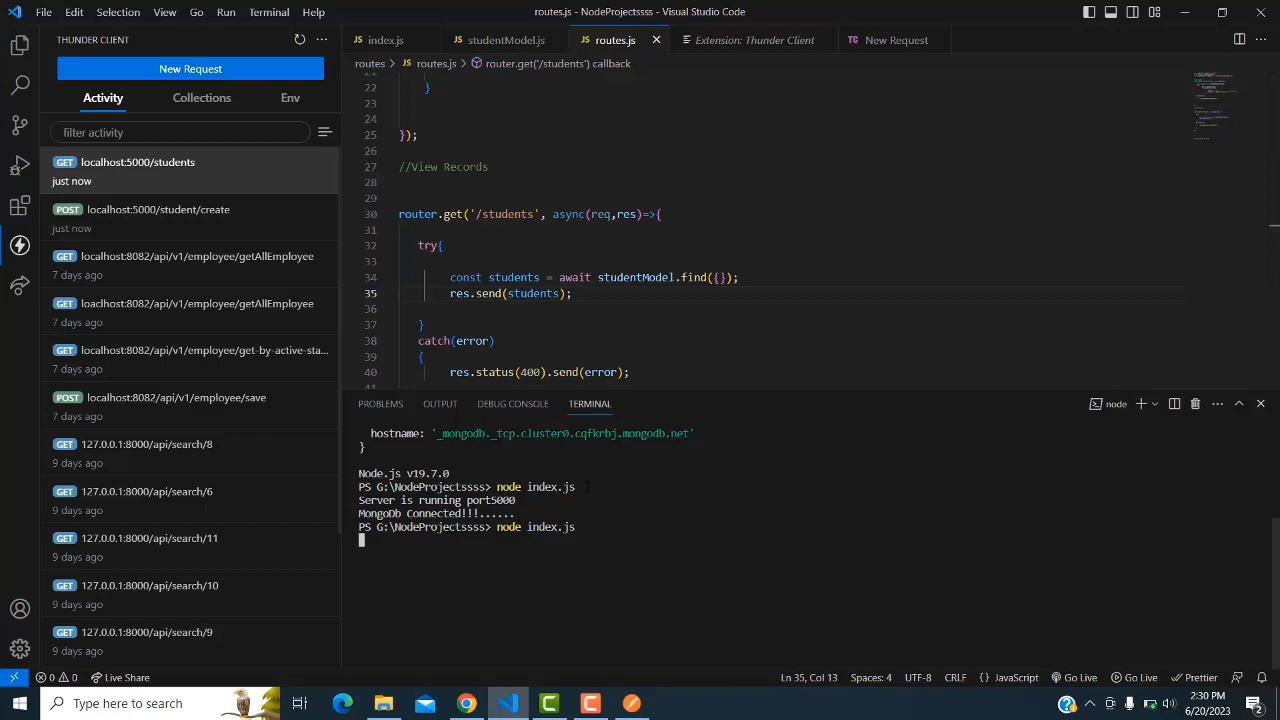 File Edit Selection View Go Run Terminal Help
routes.js - NodeProjectssss - Visual Studio Code
THUNDER CLIENT
New Request
Activity Collections Env
filter activity
GET localhost:5000/students
just now
POST localhost:5000/student/create
just now
GET localhost:8082/api/v1/employee/getAllEmployee
7 days ago
GET localhost:8082/api/v1/employee/getAllEmployee
7 days ago
GET localhost:8082/api/v1/employee/get-by-active-sta...
7 days ago
POST localhost:8082/api/v1/employee/save
7 days ago
GET 127.0.0.1:8000/api/search/8
9 days ago
GET 127.0.0.1:8000/api/search/6
9 days ago
GET 127.0.0.1:8000/api/search/11
9 days ago
GET 127.0.0.1:8000/api/search/10
9 days ago
GET 127.0.0.1:8000/api/search/9
9 days ago
JS index.js JS studentModel.js JS routes.js Extension: Thunder Client TC New Request
routes > JS routes.js > router.get('/students') callback
22 }
23
24
25 });
26
27 //View Records
28
29
30 router.get('/students', async(req,res)=>{
31
32 try{
33
34 const students = await studentModel.find({});
35 res.send(students);
36
37 }
38 catch(error)
39 {
40 res.status(400).send(error);
41
PROBLEMS OUTPUT DEBUG CONSOLE TERMINAL
node
hostname: '_mongodb._tcp.cluster0.cqfkrbj.mongodb.net'
}
Node.js v19.7.0
PS G:\NodeProjectssss> node index.js
Server is running port5000
MongoDb Connected!!!......
PS G:\NodeProjectssss> node index.js
0 0 Live Share
Ln 35, Col 13 Spaces: 4 UTF-8 CRLF {} JavaScript Go Live Go Live Prettier
Type here to search
2:30 PM
6/20/2023